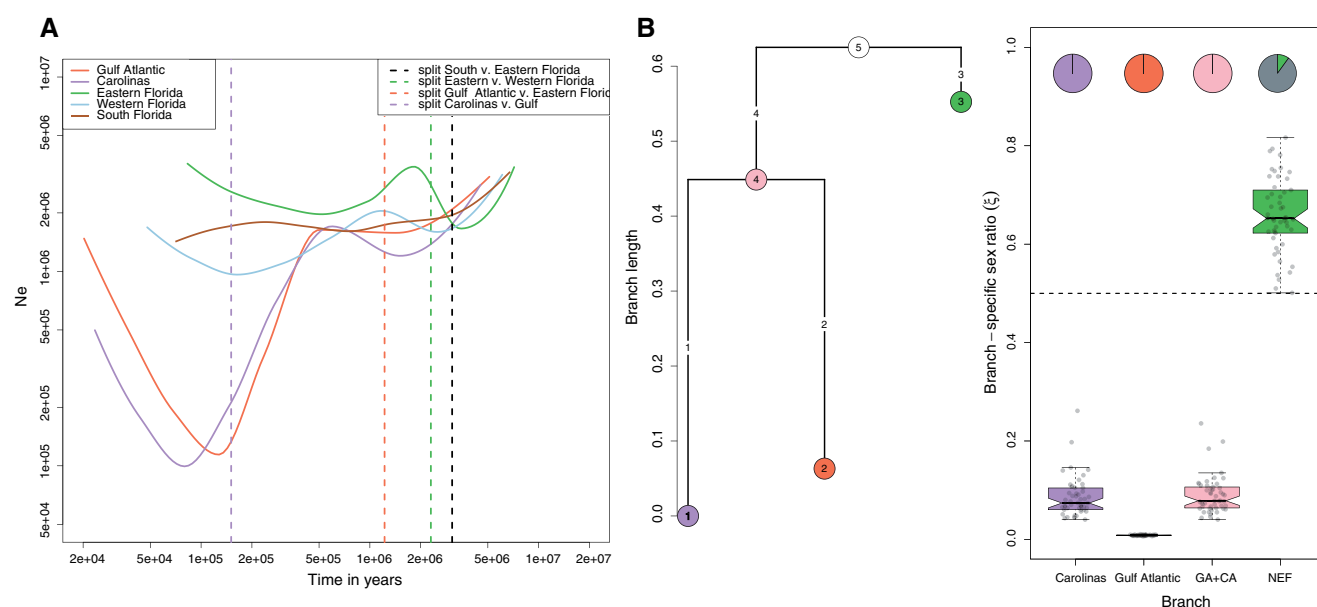 A
Gulf Atlantic
Carolinas
Eastern Florida
Western Florida
South Florida
split South v. Eastern Florida
split Eastern v. Western Florida
split Gulf Atlantic v. Eastern Florid
split Carolinas v. Gulf
Ne
1e+07
5e+06
2e+06
1e+06
5e+05
2e+05
1e+05
5e+04
2e+04 5e+04 1e+05 2e+05 5e+05 1e+06 2e+06 5e+06 1e+07 2e+07
Time in years
B
Branch length
0.6
0.5
0.4
0.3
0.2
0.1
0.0
5
3
3
4
4
1
2
2
1
Branch – specific sex ratio (ξ)
1.0
0.8
0.6
0.4
0.2
0.0
Carolinas Gulf Atlantic GA+CA NEF
Branch